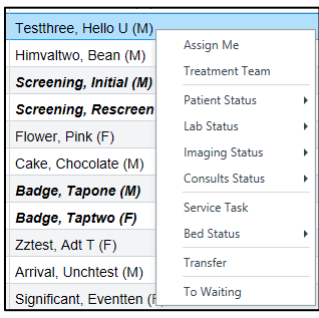 Testthree, Hello U (M)
Himvaltwo, Bean (M)
Screening, Initial (M)
Screening, Rescreen
Flower, Pink (F)
Cake, Chocolate (M)
Badge, Tapone (M)
Badge, Taptwo (F)
Zztest, Adt T (F)
Arrival, Unchtest (M)
Significant, Eventten (F
Assign Me
Treatment Team
Patient Status
Lab Status
Imaging Status
Consults Status
Service Task
Bed Status
Transfer
To Waiting